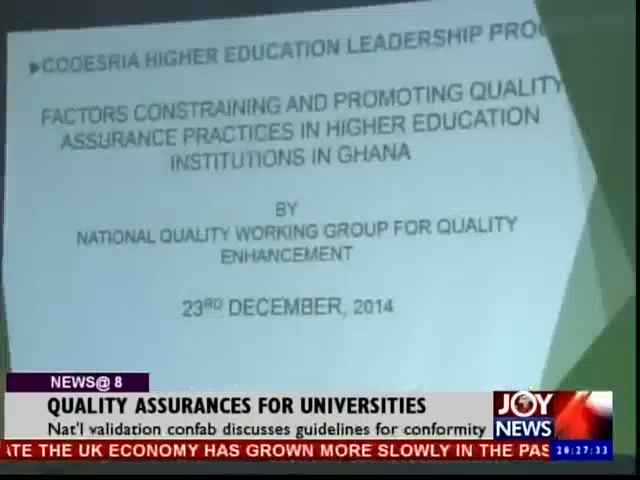 ▶CODESRIA HIGHER EDUCATION LEADERSHIP PROG
FACTORS CONSTRAINING AND PROMOTING QUALITY
ASSURANCE PRACTICES IN HIGHER EDUCATION
INSTITUTIONS IN GHANA
BY
NATIONAL QUALITY WORKING GROUP FOR QUALITY
ENHANCEMENT
23RD DECEMBER, 2014
NEWS@ 8
QUALITY ASSURANCES FOR UNIVERSITIES
Nat'l validation confab discusses guidelines for conformity
JOY
NEWS
ATE THE UK ECONOMY HAS GROWN MORE SLOWLY IN THE PAS
20:27:33